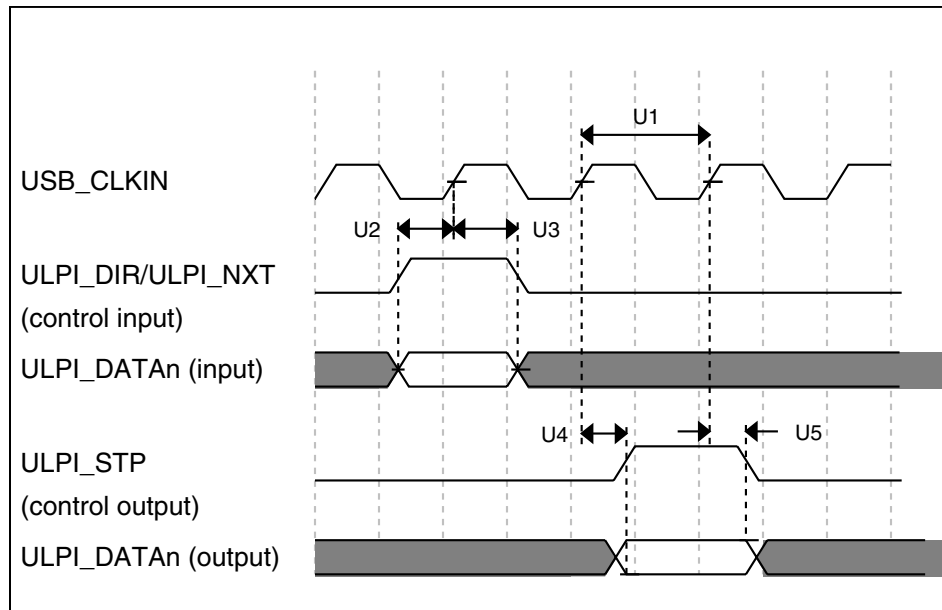 U1
USB_CLKIN
U2
U3
ULPI_DIR/ULPI_NXT
(control input)
ULPI_DATAn (input)
U4
U5
ULPI_STP
(control output)
ULPI_DATAn (output)